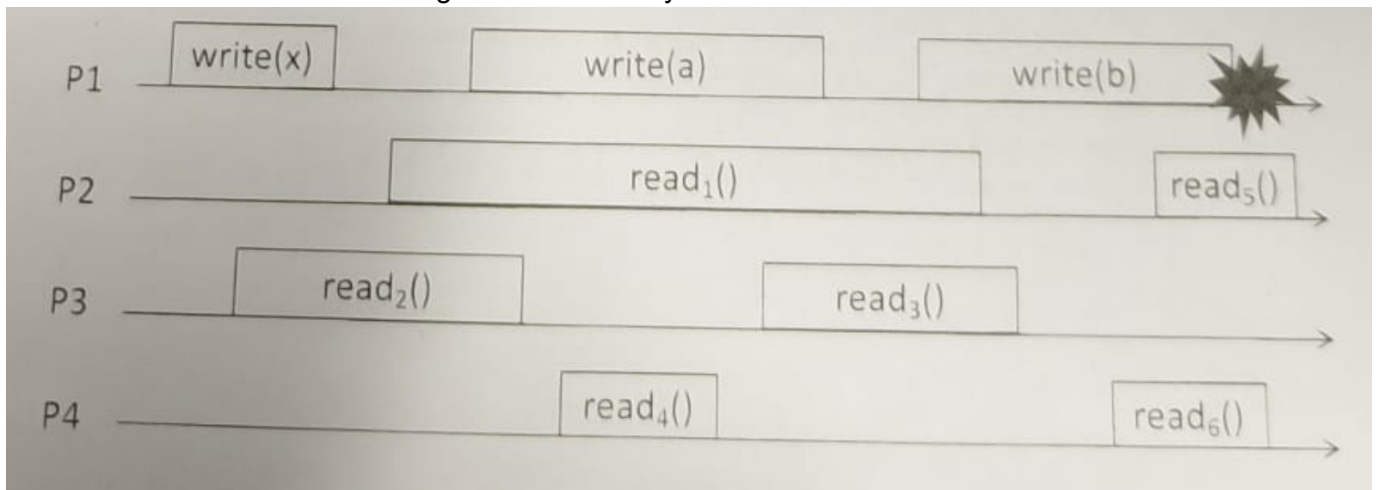 P1 write(x) write(a) write(b)
P2 read₁() read₅()
P3 read₂() read₃()
P4 read₄() read₆()